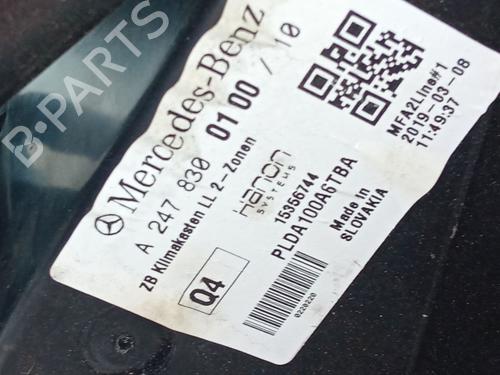 B-PARTS
Mercedes-Benz
A 247 830 01 00 / 10
ZB Klimakasten LL 2-Zonen
hanon
SYSTEMS
15356744
PLDA100A6TBA
Made in
SLOVAKIA
MFA2Line#1
2019-03-08
11:49:37
Q4
0220220